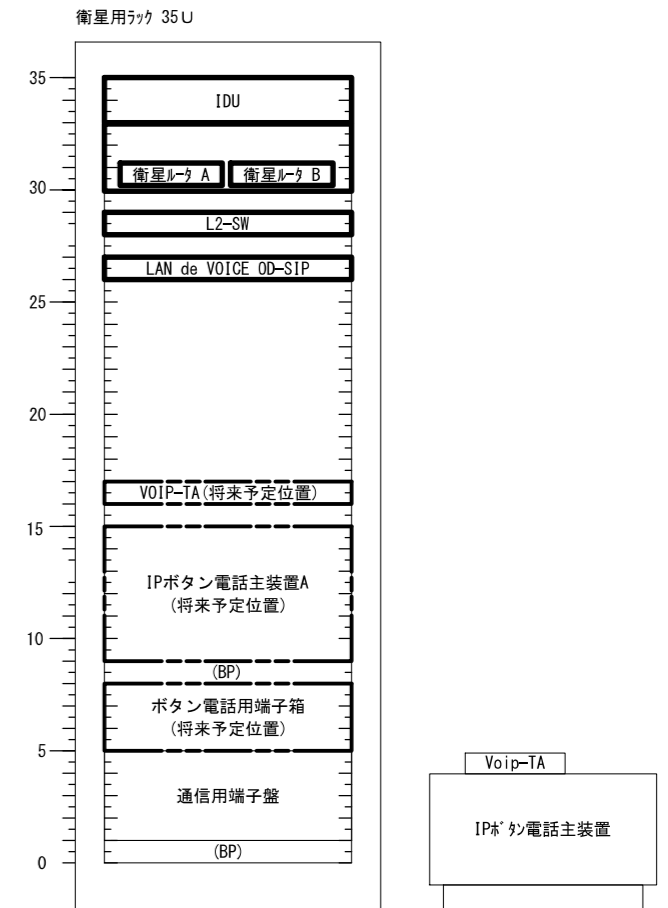 衛星用ﾗｯｸ 35Ｕ
35
IDU
衛星ﾙｰﾀ A
衛星ﾙｰﾀ B
30
L2-SW
LAN de VOICE OD-SIP
25
20
VOIP-TA(将来予定位置)
15
IPボタン電話主装置A
(将来予定位置)
10
(BP)
ボタン電話用端子箱
(将来予定位置)
5
通信用端子盤
(BP)
0
Voip-TA
IPﾎﾞﾀﾝ電話主装置